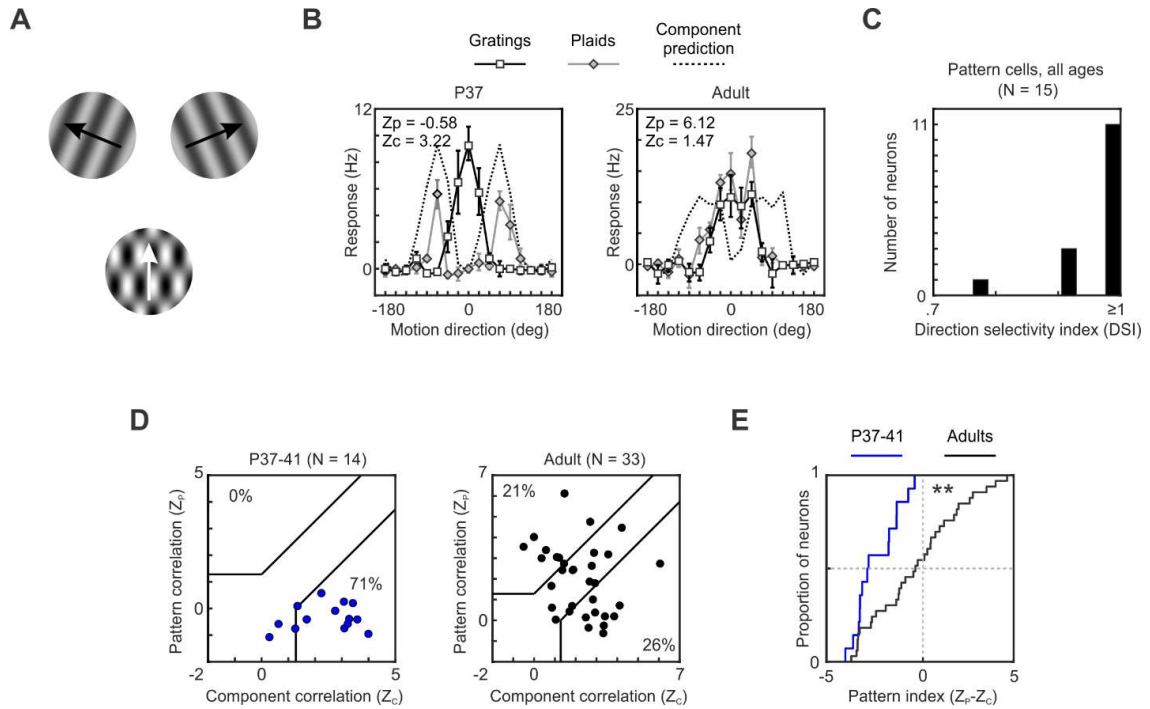 A
B
Gratings
Plaids
Component
prediction
P37
12
Zp = -0.58
Zc = 3.22
Response (Hz)
0
-180
0
180
Motion direction (deg)
Adult
25
Zp = 6.12
Zc = 1.47
Response (Hz)
0
-180
0
180
Motion direction (deg)
C
Pattern cells, all ages
(N = 15)
11
Number of neurons
0
.7
≥1
Direction selectivity index (DSI)
D
P37-41 (N = 14)
5
0%
71%
Pattern correlation (ZP)
0
-2
-2
0
5
Component correlation (ZC)
Adult (N = 33)
7
21%
26%
Pattern correlation (ZP)
0
-2
-2
0
7
Component correlation (ZC)
E
P37-41
Adults
1
**
Proportion of neurons
0
-5
0
5
Pattern index (ZP-ZC)